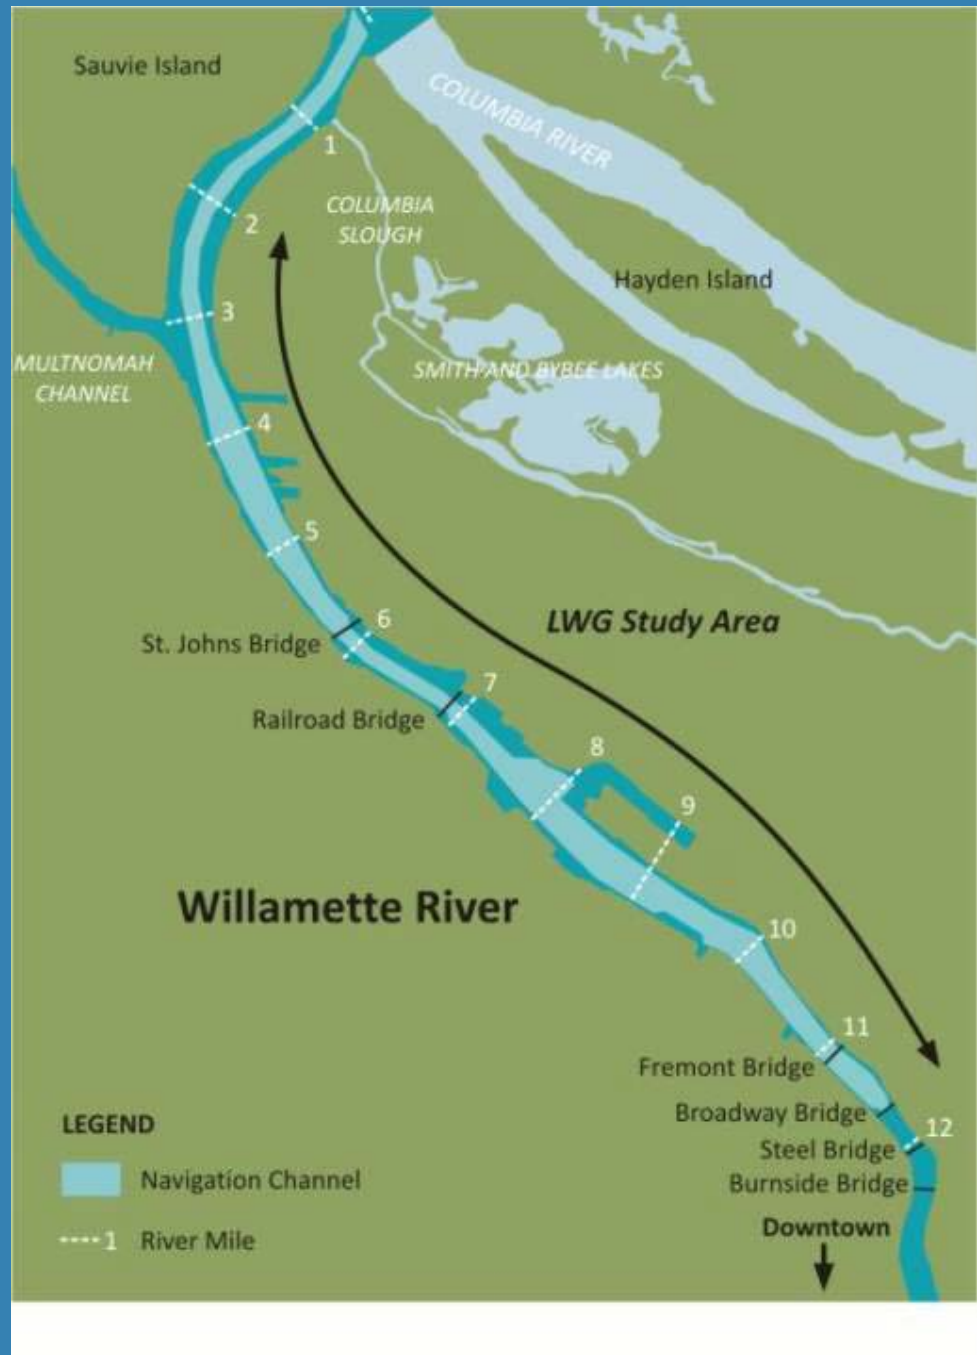 Sauvie Island
COLUMBIA RIVER
1
COLUMBIA
SLOUGH
2
Hayden Island
3
MULTNOMAH
CHANNEL
SMITH AND BYBEE LAKES
4
5
LWG Study Area
6
St. Johns Bridge
7
Railroad Bridge
8
9
Willamette River
10
11
Fremont Bridge
Broadway Bridge
12
Steel Bridge
Burnside Bridge
Downtown
LEGEND
Navigation Channel
1 River Mile